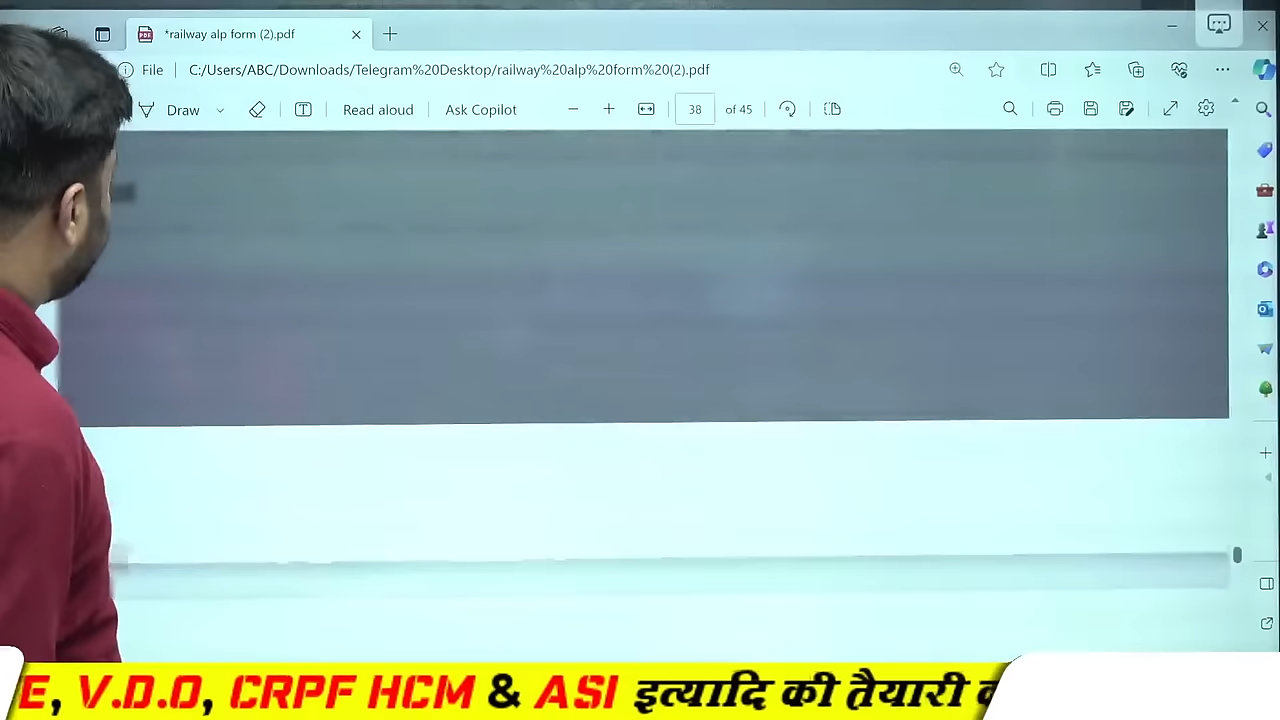 *railway alp form (2).pdf
File C:/Users/ABC/Downloads/Telegram%20Desktop/railway%20alp%20form%20(2).pdf
Draw Read aloud Ask Copilot 38 of 45
E, V.D.O, CRPF HCM & ASI इत्यादि की तैयारी